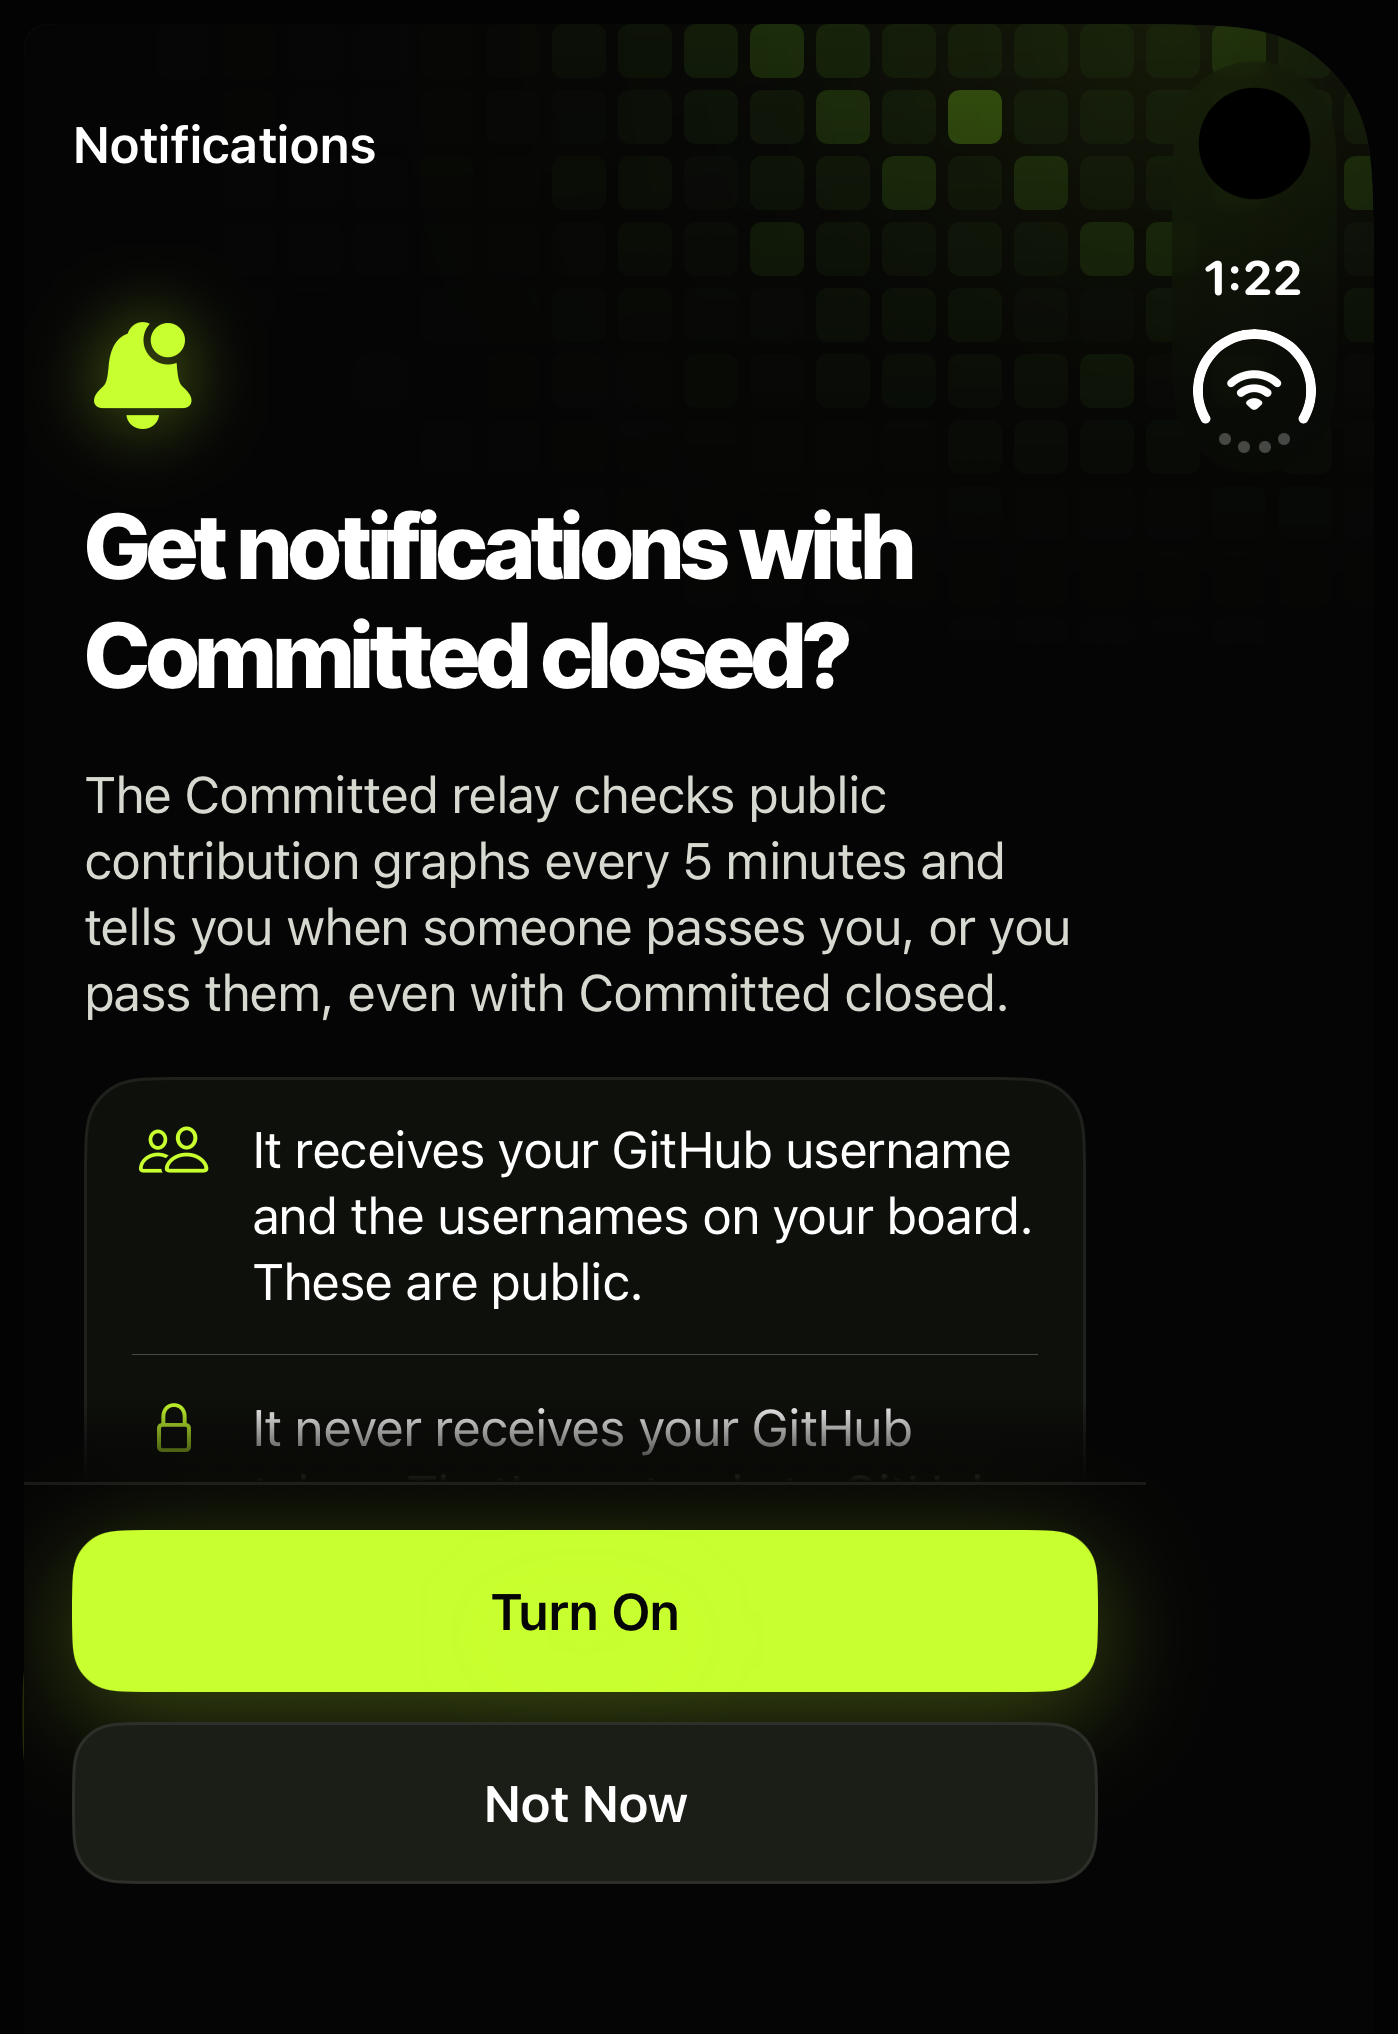 Notifications
1:22
Get notifications with
Committed closed?
The Committed relay checks public
contribution graphs every 5 minutes and
tells you when someone passes you, or you
pass them, even with Committed closed.
It receives your GitHub username
and the usernames on your board.
These are public.
It never receives your GitHub
Turn On
Not Now